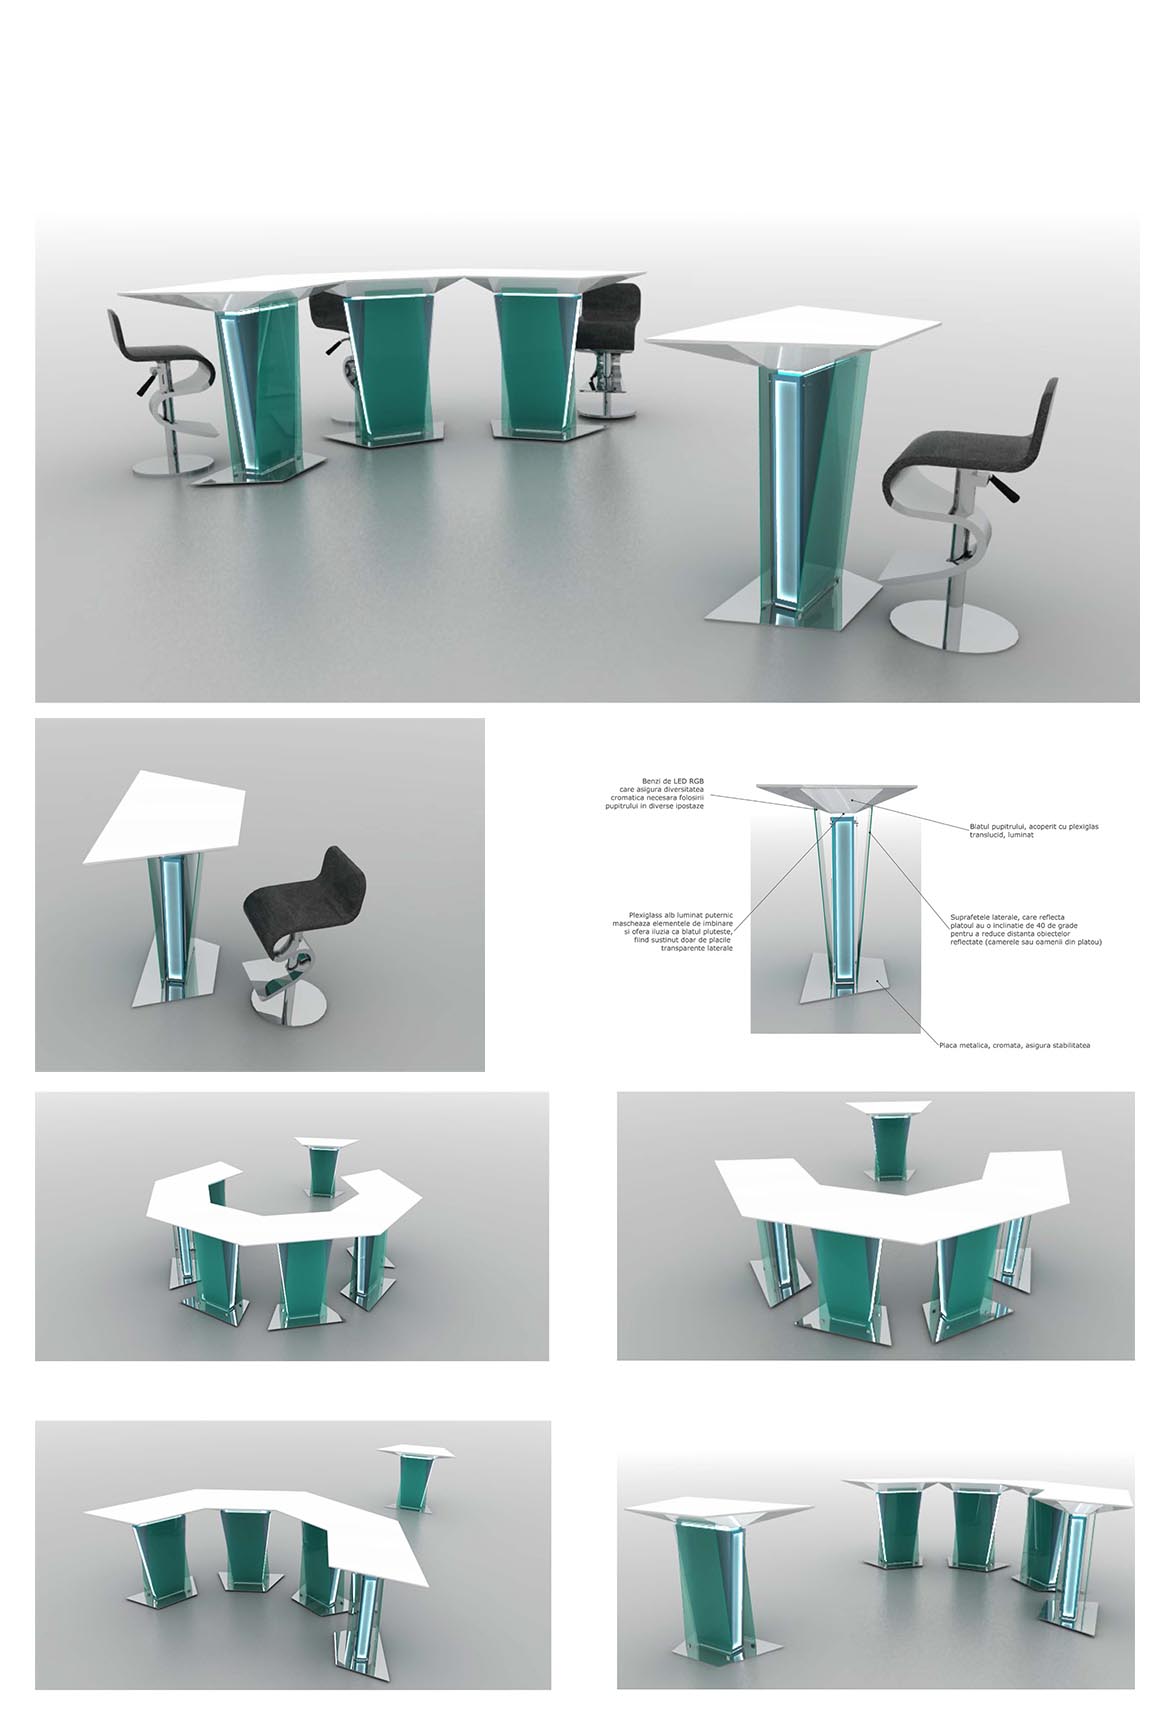 Benzi de LED RGB
care asigura diversitatea
cromatica necesara folosirii
pupitrului in diverse ipostaze
Blatul pupitrului, acoperit cu plexiglas
translucid, luminat
Plexiglass alb luminat puternic
mascheaza elementele de imbinare
si ofera iluzia ca blatul pluteste,
fiind sustinut doar de placile
transparente laterale
Suprafetele laterale, care reflecta
platoul au o inclinatie de 40 de grade
pentru a reduce distanta obiectelor
reflectate (camerele sau oamenii din platou)
Placa metalica, cromata, asigura stabilitatea